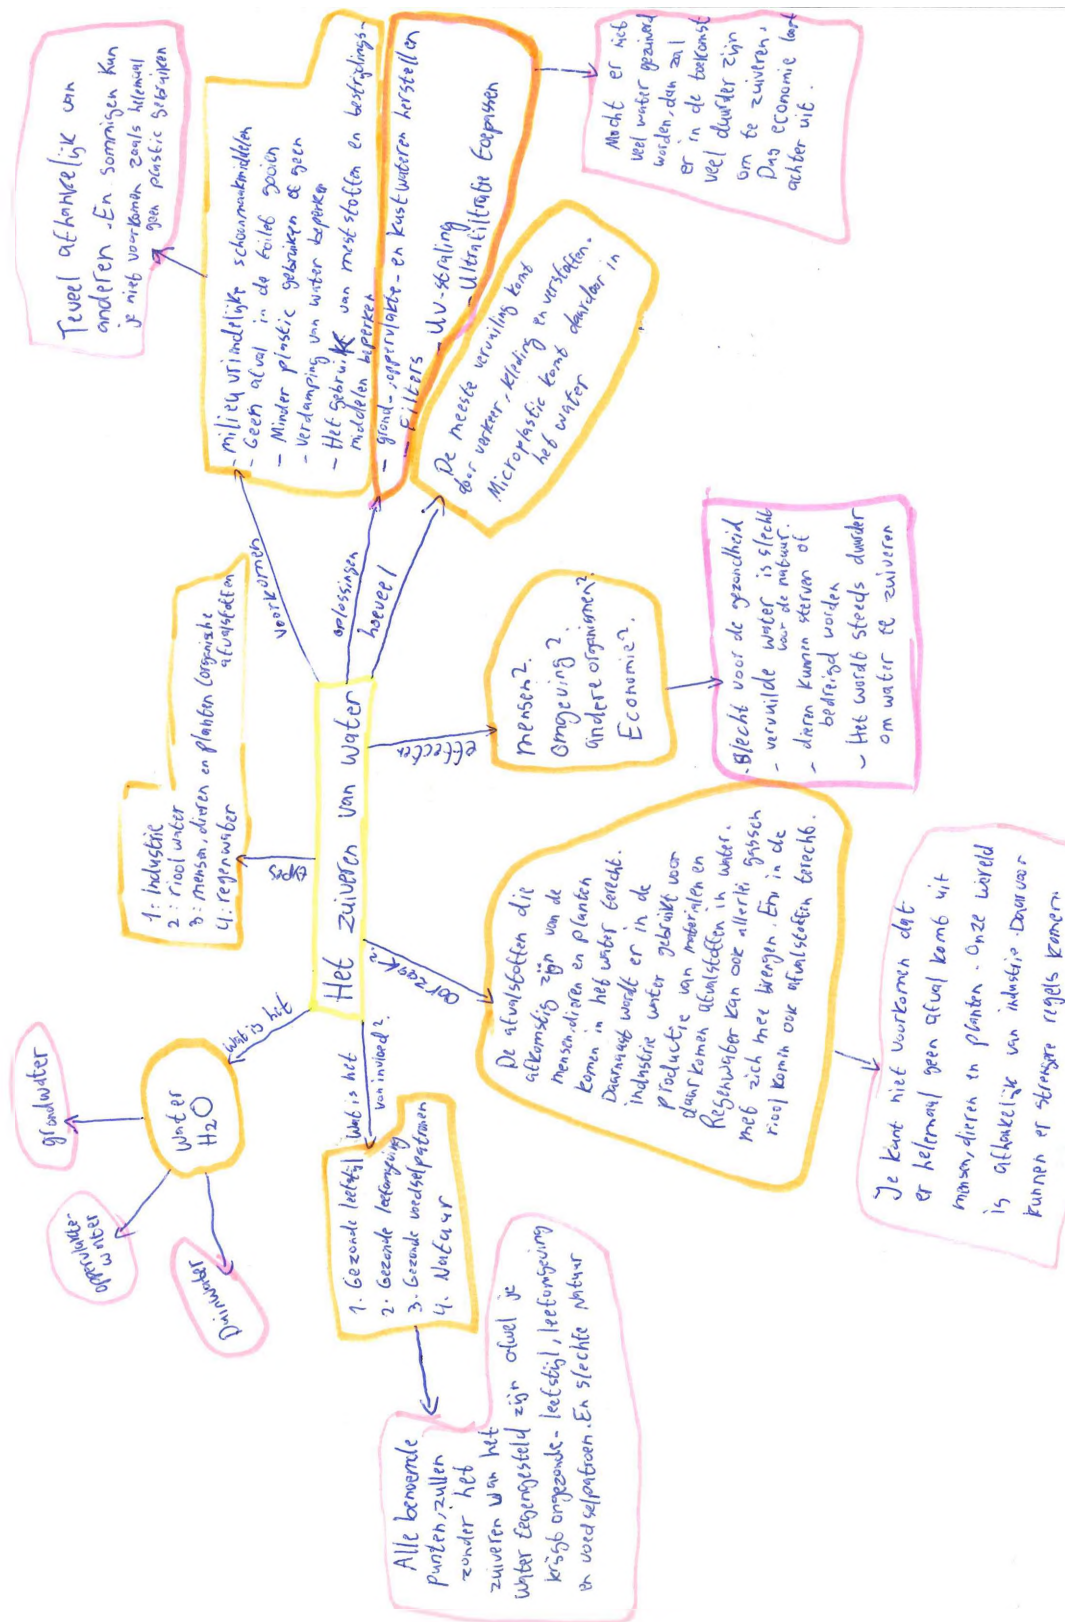 Het zuiveren van water
wat is het
water
H2O
grondwater
oppervlakte-
water
Duinwater
types
1: Industrie
2: riool water
3: mensen, dieren en planten (organische
afvalstoffen
4: regenwater
voorkomen
- milieu vriendelijke schoonmaakmiddelen
- Geen afval in de toilet gooien
- Minder plastic gebruiken of geen
- verdamping van water beperken
- Het gebruik van meststoffen en bestrijdings-
middelen beperken
Teveel afhankelijk van
anderen. En sommigen kun
je niet voorkomen zoals helemaal
geen plastic gebruiken
oplossingen
- grond-, oppervlakte- en kustwateren herstellen
- Filters - UV-straling
- Ultrafiltratie toepassen
Mocht er niet
veel water gezuiverd
worden, dan zal
er in de toekomst
veel duurder zijn
om te zuiveren.
Dus economie loopt
achter uit.
hoeveel
De meeste vervuiling komt
door verkeer, kleding en verfstoffen.
Microplastic komt daardoor in
het water
effecten
mensen?
Omgeving?
andere organismen?
Economie?
- Slecht voor de gezondheid
- vervuilde water is slecht
voor de natuur.
- dieren kunnen sterven of
bedreigd worden
- Het wordt steeds duurder
om water te zuiveren
oorzaak?
De afvalstoffen die
afkomstig zijn van de
mensen, dieren en planten
komen in het water terecht.
Daarnaast wordt er in de
industrie water gebruikt voor
productie van materialen en
daar komen afvalstoffen in water.
Regenwater kan ook allerlei gassen
met zich mee brengen. En in de
riool komen ook afvalstoffen terecht.
Je kunt niet voorkomen dat
er helemaal geen afval komt uit
mensen, dieren en planten. Onze wereld
is afhankelijk van industrie. Daarvoor
kunnen er strengere regels komen.
Wat is het
van invloed?
1. Gezonde leefstijl
2. Gezonde leefomgeving
3. Gezonde voedselpatronen
4. Natuur
Alle benoemde
punten, zullen
zonder het
zuiveren van het
water tegengesteld zijn ofwel je
krijgt ongezonde- leefstijl, leefomgeving
en voedselpatroen. En slechte natuur